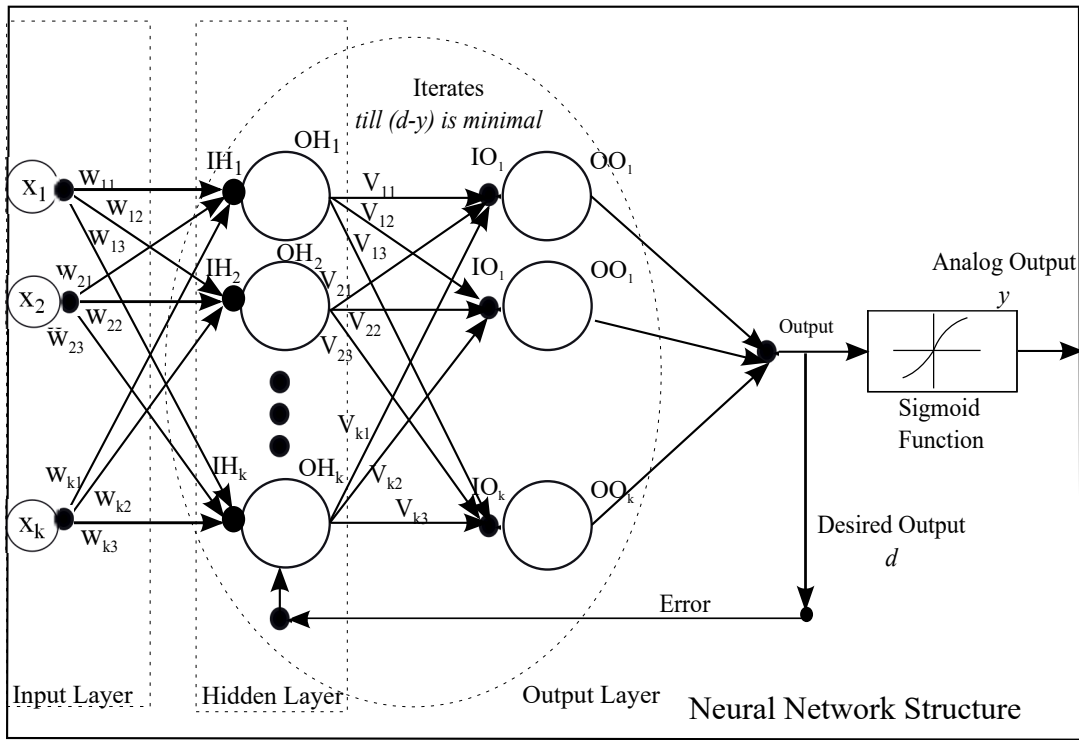 Iterates
till (d-y) is minimal
X1
W11
W12
W13
IH1
OH1
V11
V12
V13
IO1
OO1
X2
W21
W22
W23
IH2
OH2
V21
V22
V23
IO1
OO1
Output
Analog Output
y
Sigmoid
Function
Xk
Wk1
Wk2
Wk3
IHk
OHk
Vk1
Vk2
Vk3
IOk
OOk
Desired Output
d
Error
Input Layer
Hidden Layer
Output Layer
Neural Network Structure